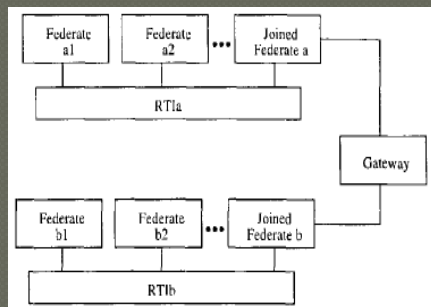 Federate
a1
Federate
a2
Joined
Federate a
RTIa
Gateway
Federate
b1
Federate
b2
Joined
Federate b
RTIb